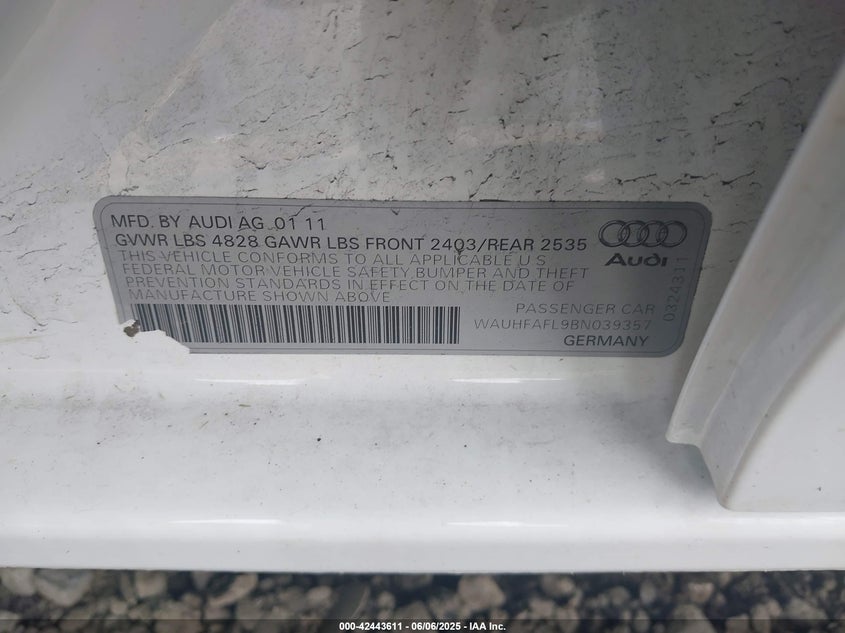 MFD. BY AUDI AG 01 11
GVWR LBS 4828 GAWR LBS FRONT 2403/REAR 2535
THIS VEHICLE CONFORMS TO ALL APPLICABLE U S
FEDERAL MOTOR VEHICLE SAFETY, BUMPER AND THEFT
PREVENTION STANDARDS IN EFFECT ON THE DATE OF
MANUFACTURE SHOWN ABOVE
Audi
0324311
PASSENGER CAR
WAUHFAFL9BN039357
GERMANY
000-42443611 - 06/06/2025 - IAA Inc.